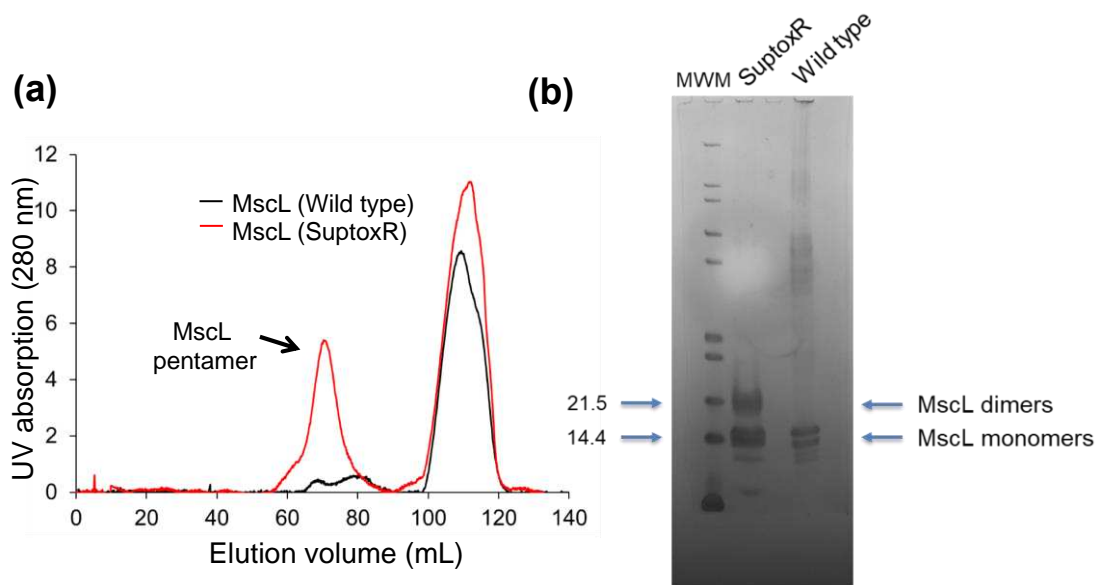 (a)
12
10
8
6
4
2
0
UV absorption (280 nm)
MscL (Wild type)
MscL (SuptoxR)
MscL
pentamer
0 20 40 60 80 100 120 140
Elution volume (mL)
(b)
MWM SuptoxR Wild type
21.5 MscL dimers
14.4 MscL monomers